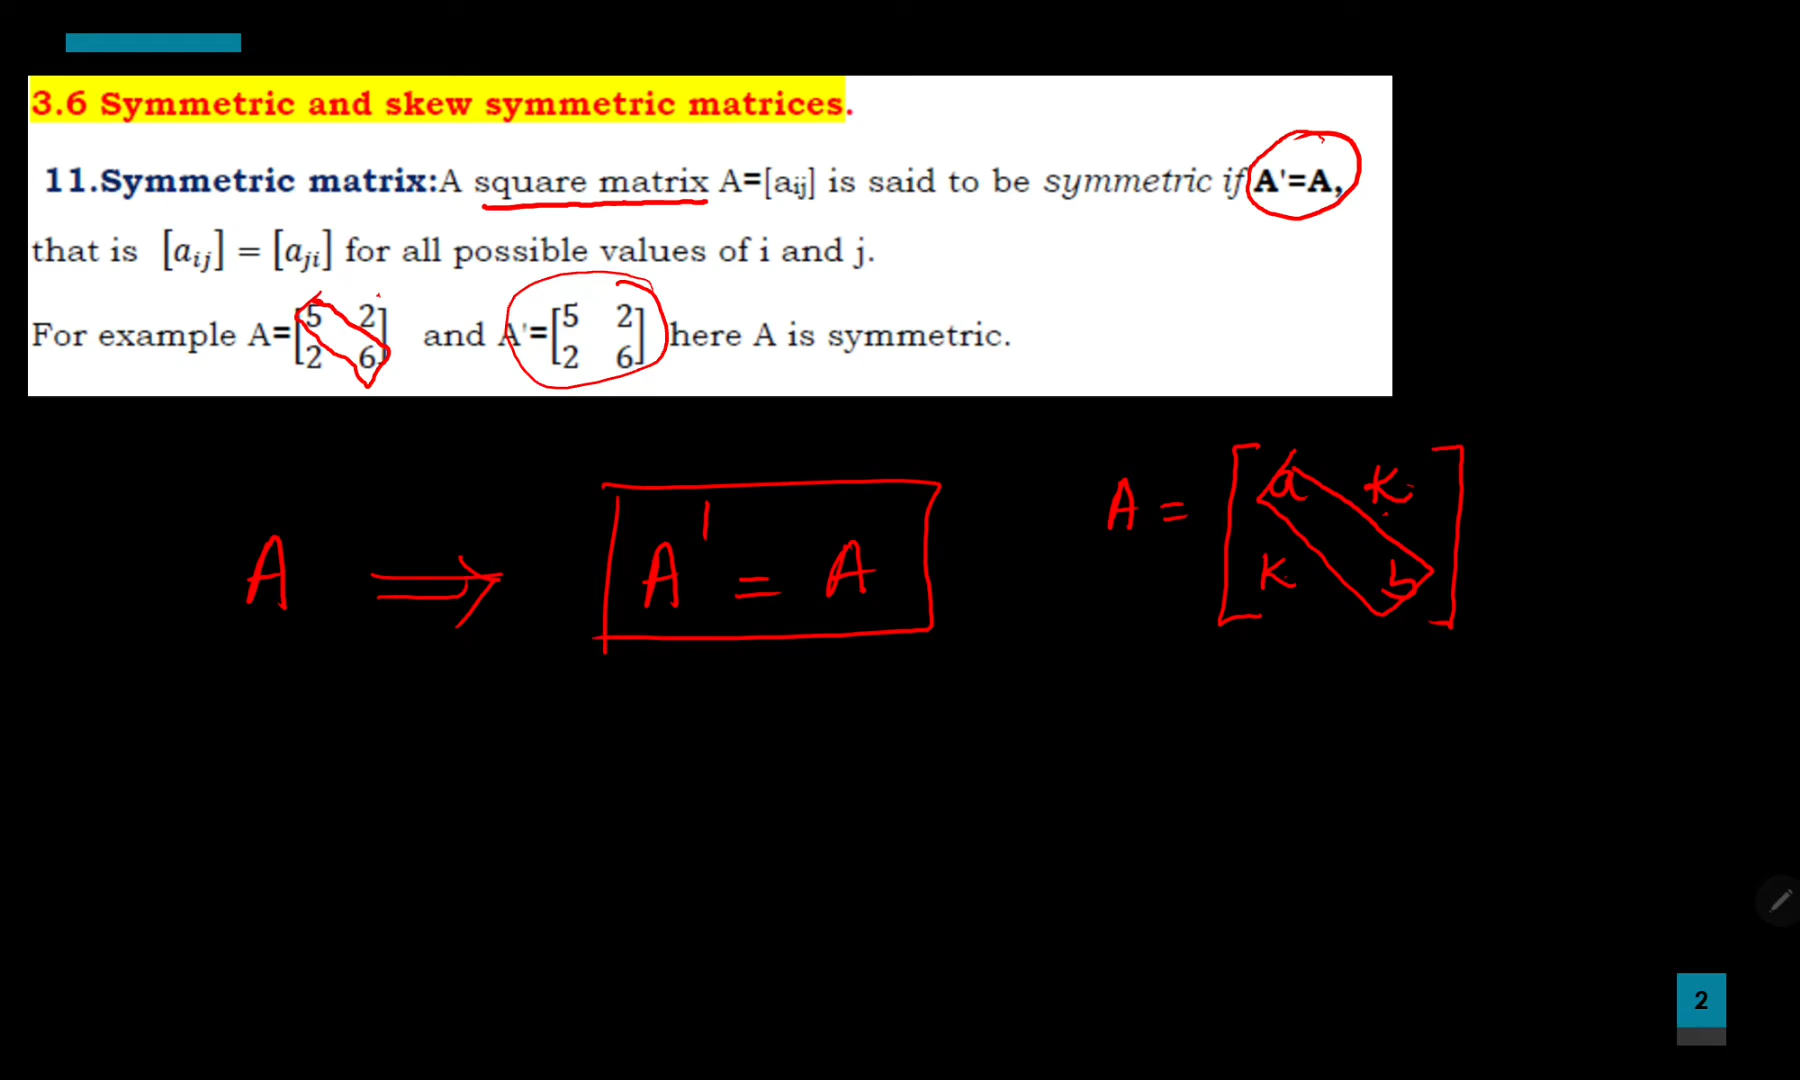 3.6 Symmetric and skew symmetric matrices.
11.Symmetric matrix:A square matrix A=[aij] is said to be symmetric if A'=A,
that is [aij] = [aji] for all possible values of i and j.
For example A=[5 2
2 6] and A'=[5 2
2 6] here A is symmetric.
A ⟹ A' = A
A = [a k
k b]
2